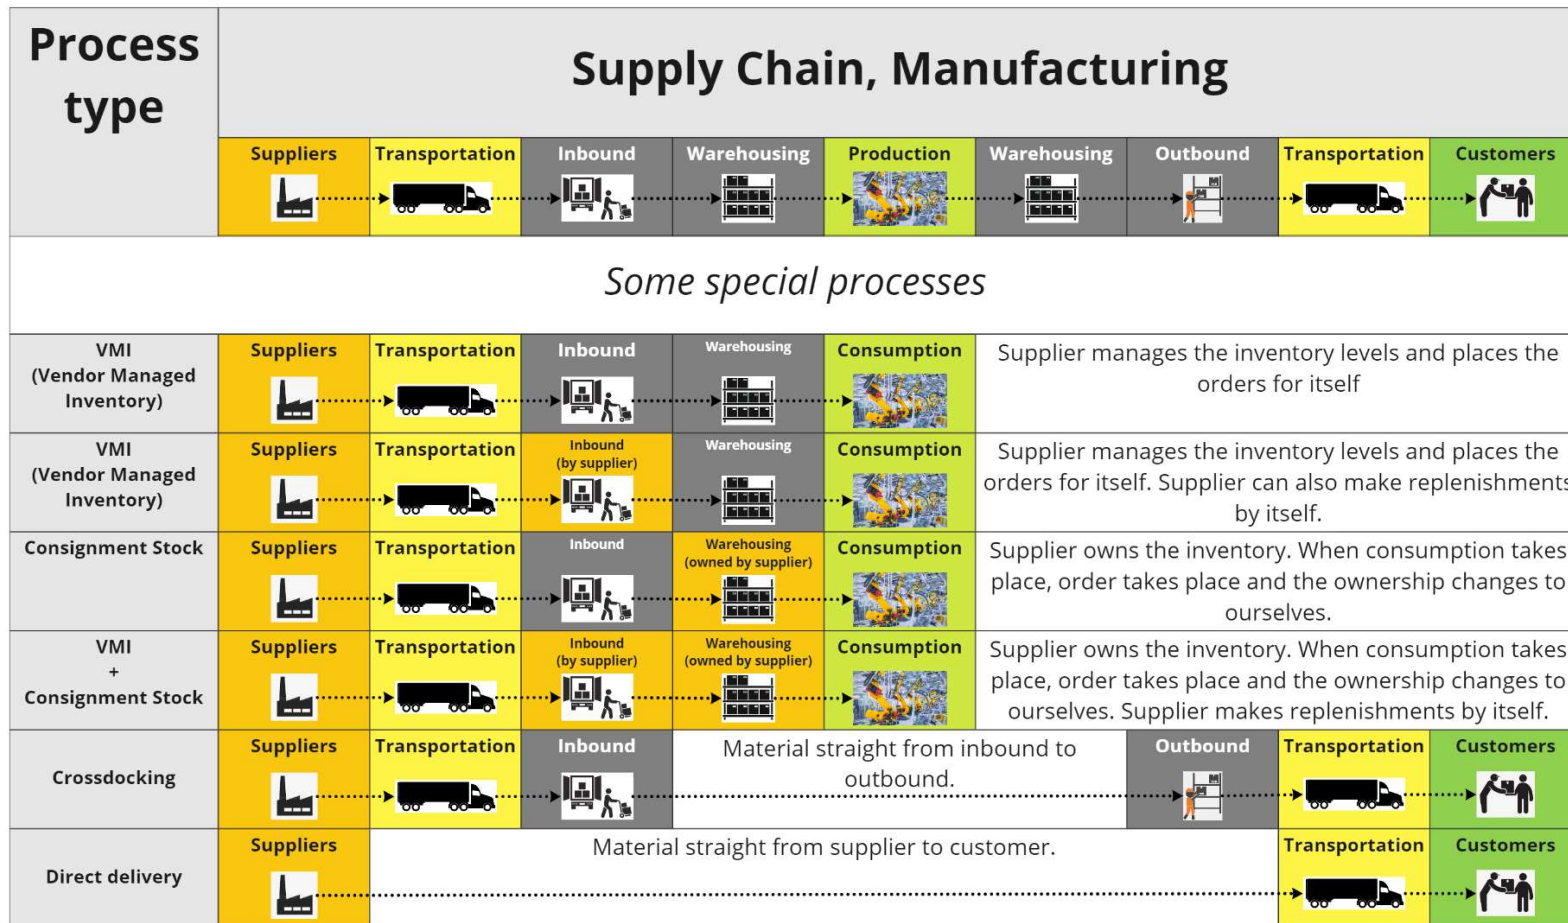 Process
type
Supply Chain, Manufacturing
Suppliers
Transportation
Inbound
Warehousing
Production
Warehousing
Outbound
Transportation
Customers
Some special processes
VMI
(Vendor Managed
Inventory)
Suppliers
Transportation
Inbound
Warehousing
Consumption
Supplier manages the inventory levels and places the
orders for itself
VMI
(Vendor Managed
Inventory)
Suppliers
Transportation
Inbound
(by supplier)
Warehousing
Consumption
Supplier manages the inventory levels and places the
orders for itself. Supplier can also make replenishments
by itself.
Consignment Stock
Suppliers
Transportation
Inbound
Warehousing
(owned by supplier)
Consumption
Supplier owns the inventory. When consumption takes
place, order takes place and the ownership changes to
ourselves.
VMI
+
Consignment Stock
Suppliers
Transportation
Inbound
(by supplier)
Warehousing
(owned by supplier)
Consumption
Supplier owns the inventory. When consumption takes
place, order takes place and the ownership changes to
ourselves. Supplier makes replenishments by itself.
Crossdocking
Suppliers
Transportation
Inbound
Material straight from inbound to
outbound.
Outbound
Transportation
Customers
Direct delivery
Suppliers
Material straight from supplier to customer.
Transportation
Customers